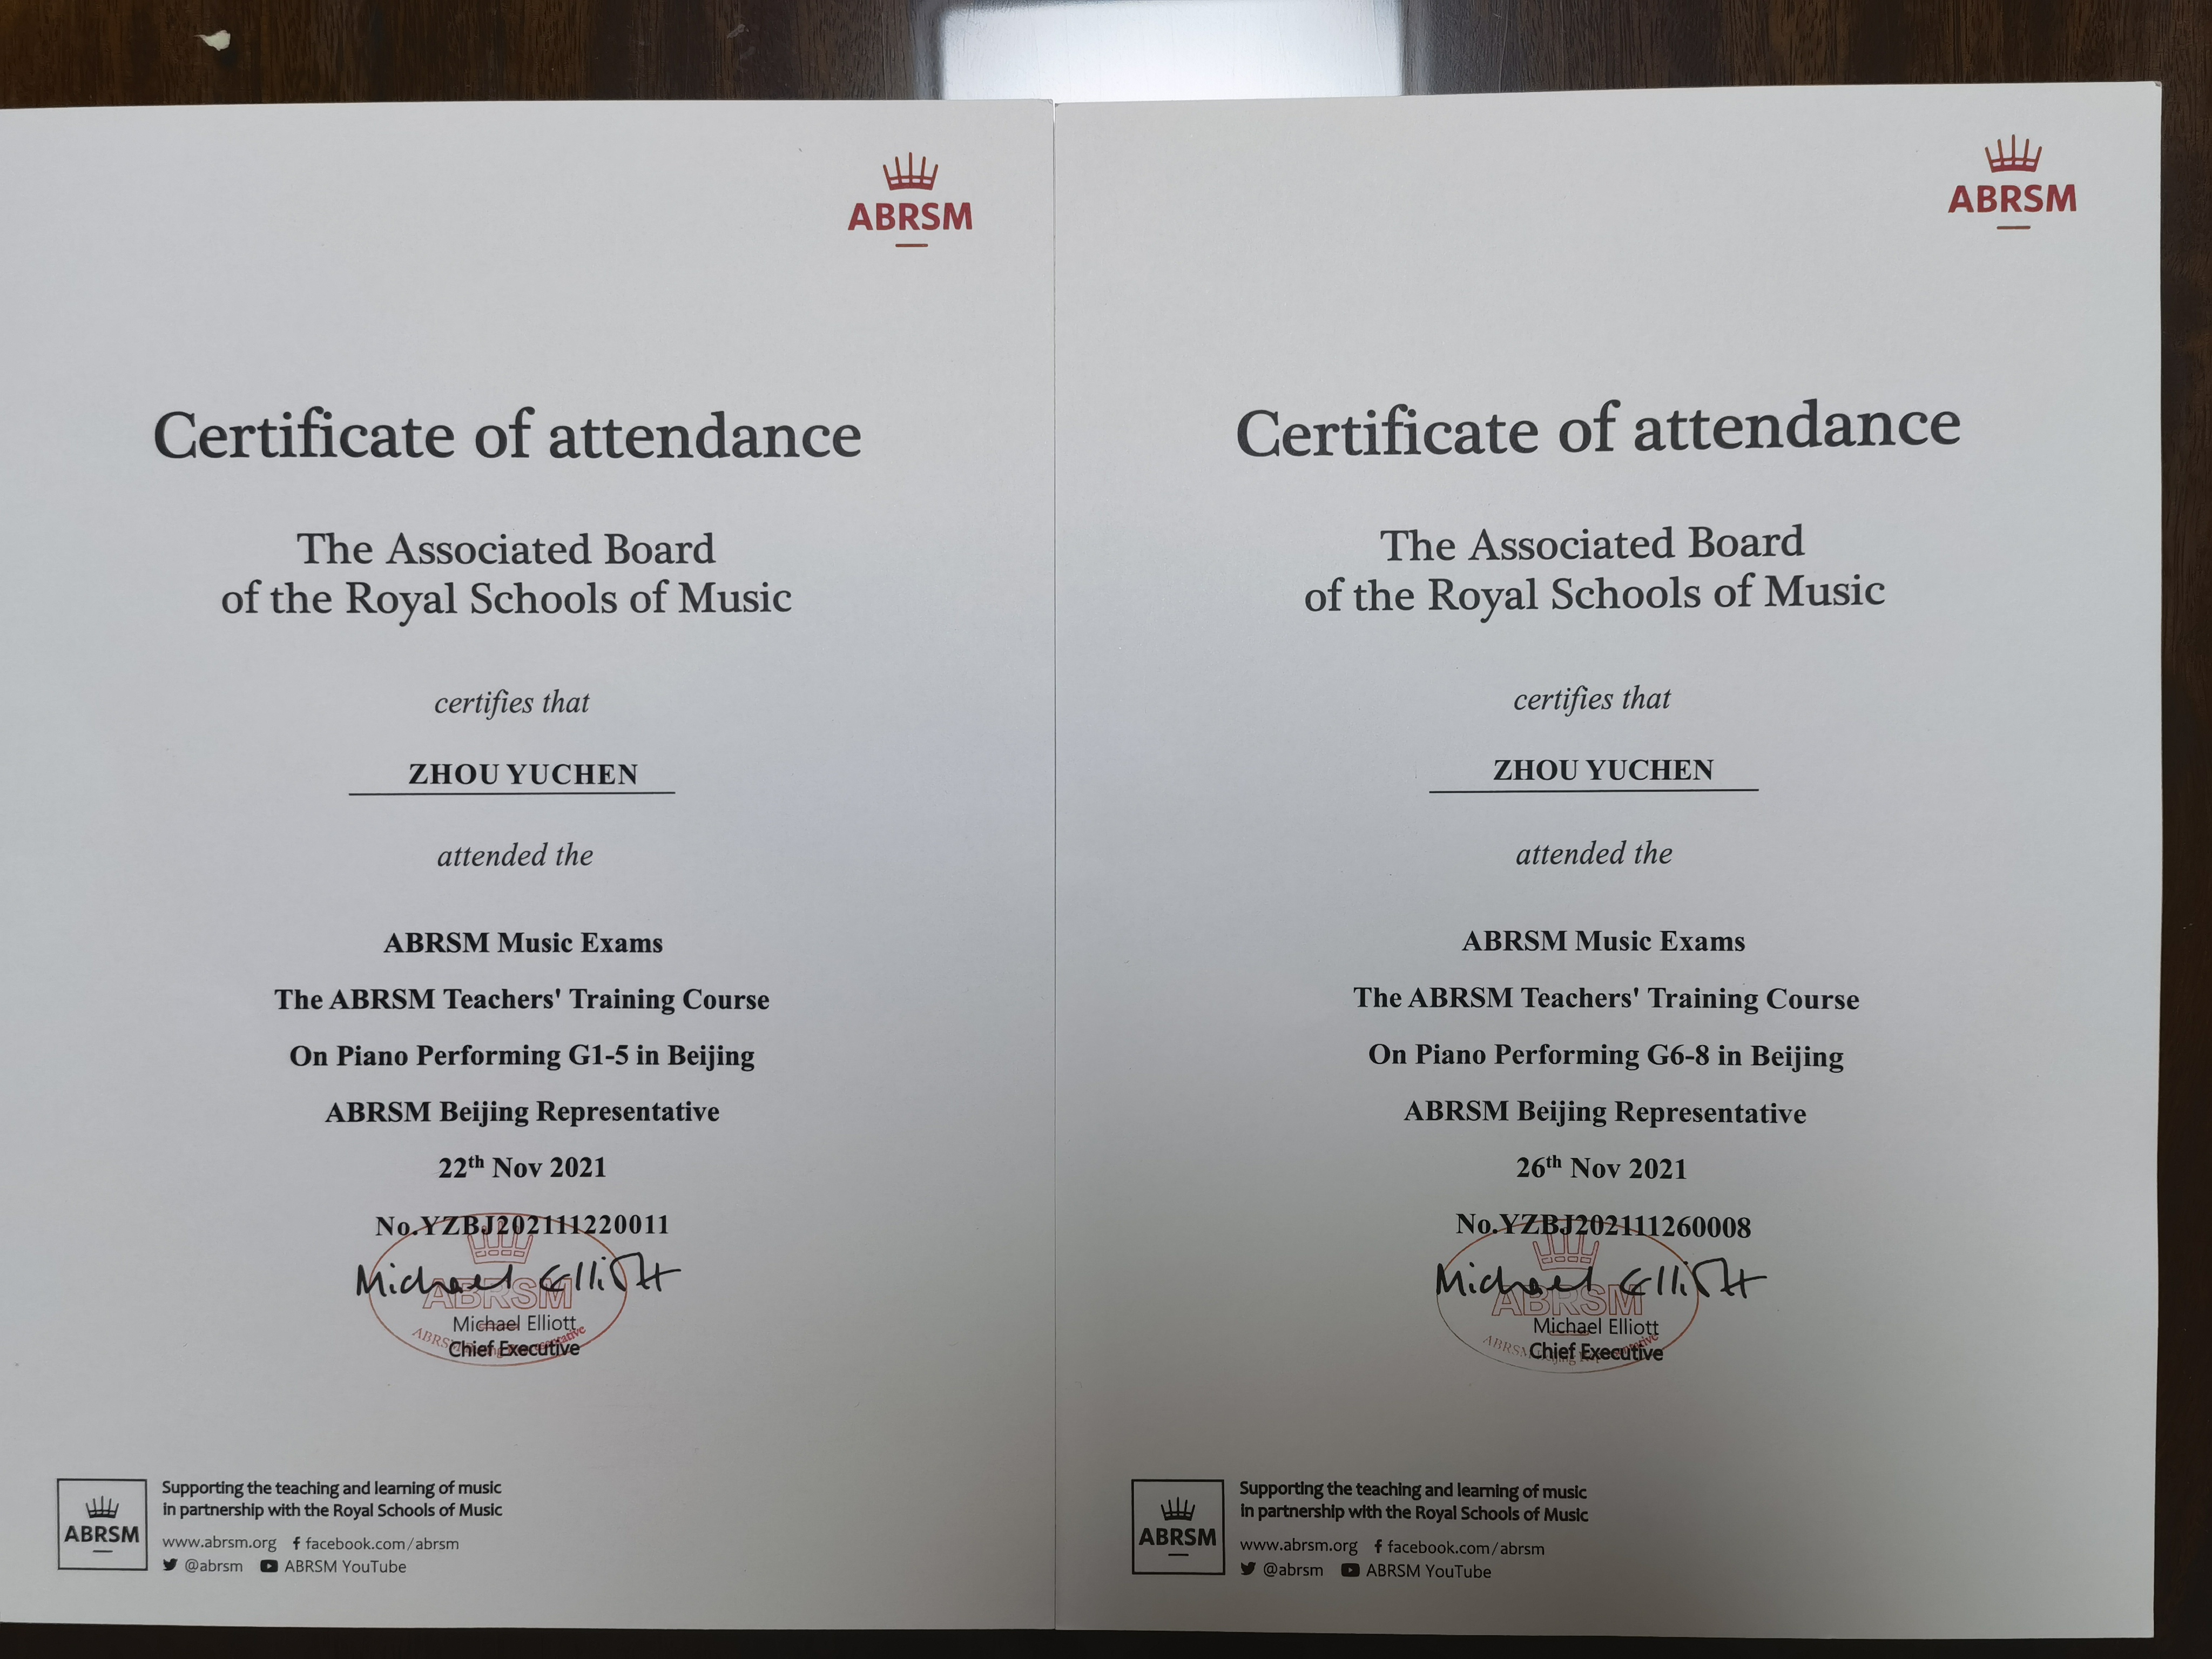 ABRSM
Certificate of attendance
The Associated Board
of the Royal Schools of Music
certifies that
ZHOU YUCHEN
attended the
ABRSM Music Exams
The ABRSM Teachers' Training Course
On Piano Performing G1-5 in Beijing
ABRSM Beijing Representative
22th Nov 2021
No.YZBJ202111220011
Michael Elliott
ABRSM
Michael Elliott
Chief Executive
ABRSM Beijing Representative
ABRSM
Supporting the teaching and learning of music
in partnership with the Royal Schools of Music
www.abrsm.org facebook.com/abrsm
@abrsm ABRSM YouTube
ABRSM
Certificate of attendance
The Associated Board
of the Royal Schools of Music
certifies that
ZHOU YUCHEN
attended the
ABRSM Music Exams
The ABRSM Teachers' Training Course
On Piano Performing G6-8 in Beijing
ABRSM Beijing Representative
26th Nov 2021
No.YZBJ202111260008
Michael Elliott
ABRSM
Michael Elliott
Chief Executive
ABRSM Beijing Representative
ABRSM
Supporting the teaching and learning of music
in partnership with the Royal Schools of Music
www.abrsm.org facebook.com/abrsm
@abrsm ABRSM YouTube